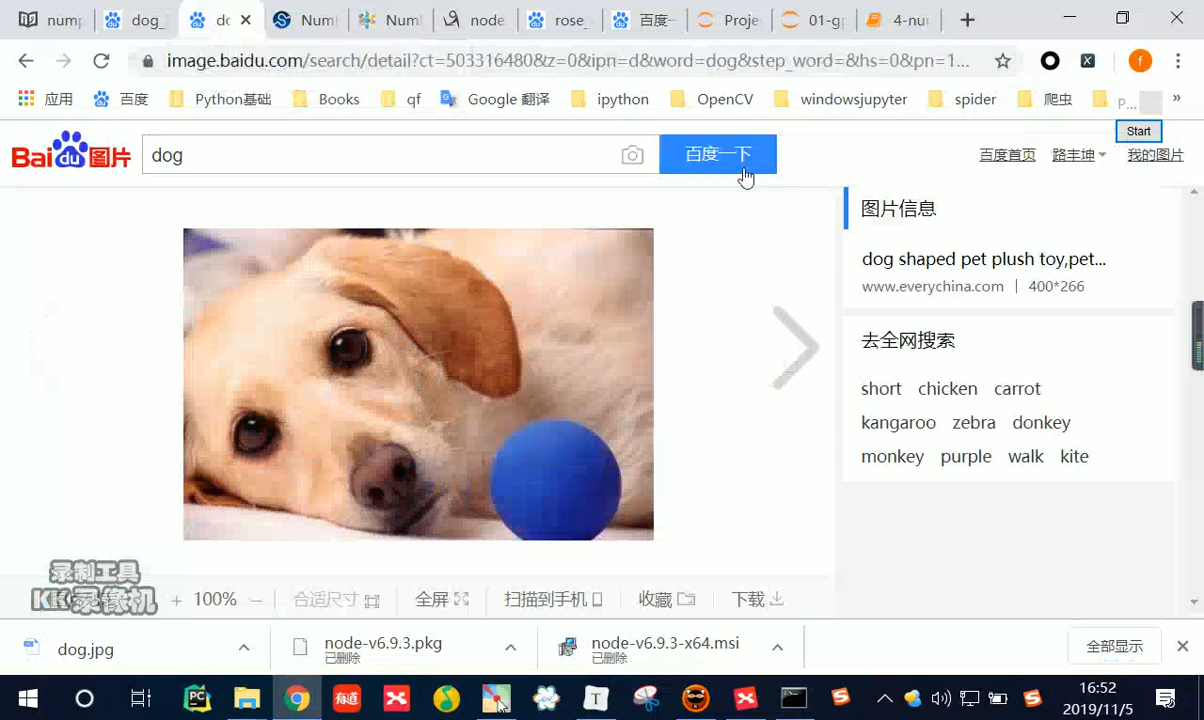 nump
dog_
do
Num
Num
node.
rose_
百度一
Proje
01-g
4-nu
image.baidu.com/search/detail?ct=503316480&z=0&ipn=d&word=dog&step_word=&hs=0&pn=1...
f
应用
百度
Python基础
Books
qf
Google 翻译
ipython
OpenCV
windowsjupyter
spider
爬虫
P...
»
Start
Bai du 图片
dog
百度一下
百度首页
路丰坤
我的图片
图片信息
dog shaped pet plush toy,pet...
www.everychina.com | 400*266
去全网搜索
short chicken carrot
kangaroo zebra donkey
monkey purple walk kite
录制工具
KK录像机
+ 100% −
合适尺寸
全屏
扫描到手机
收藏
下载
dog.jpg
node-v6.9.3.pkg
已删除
node-v6.9.3-x64.msi
已删除
全部显示
PC
有道
T
16:52
2019/11/5